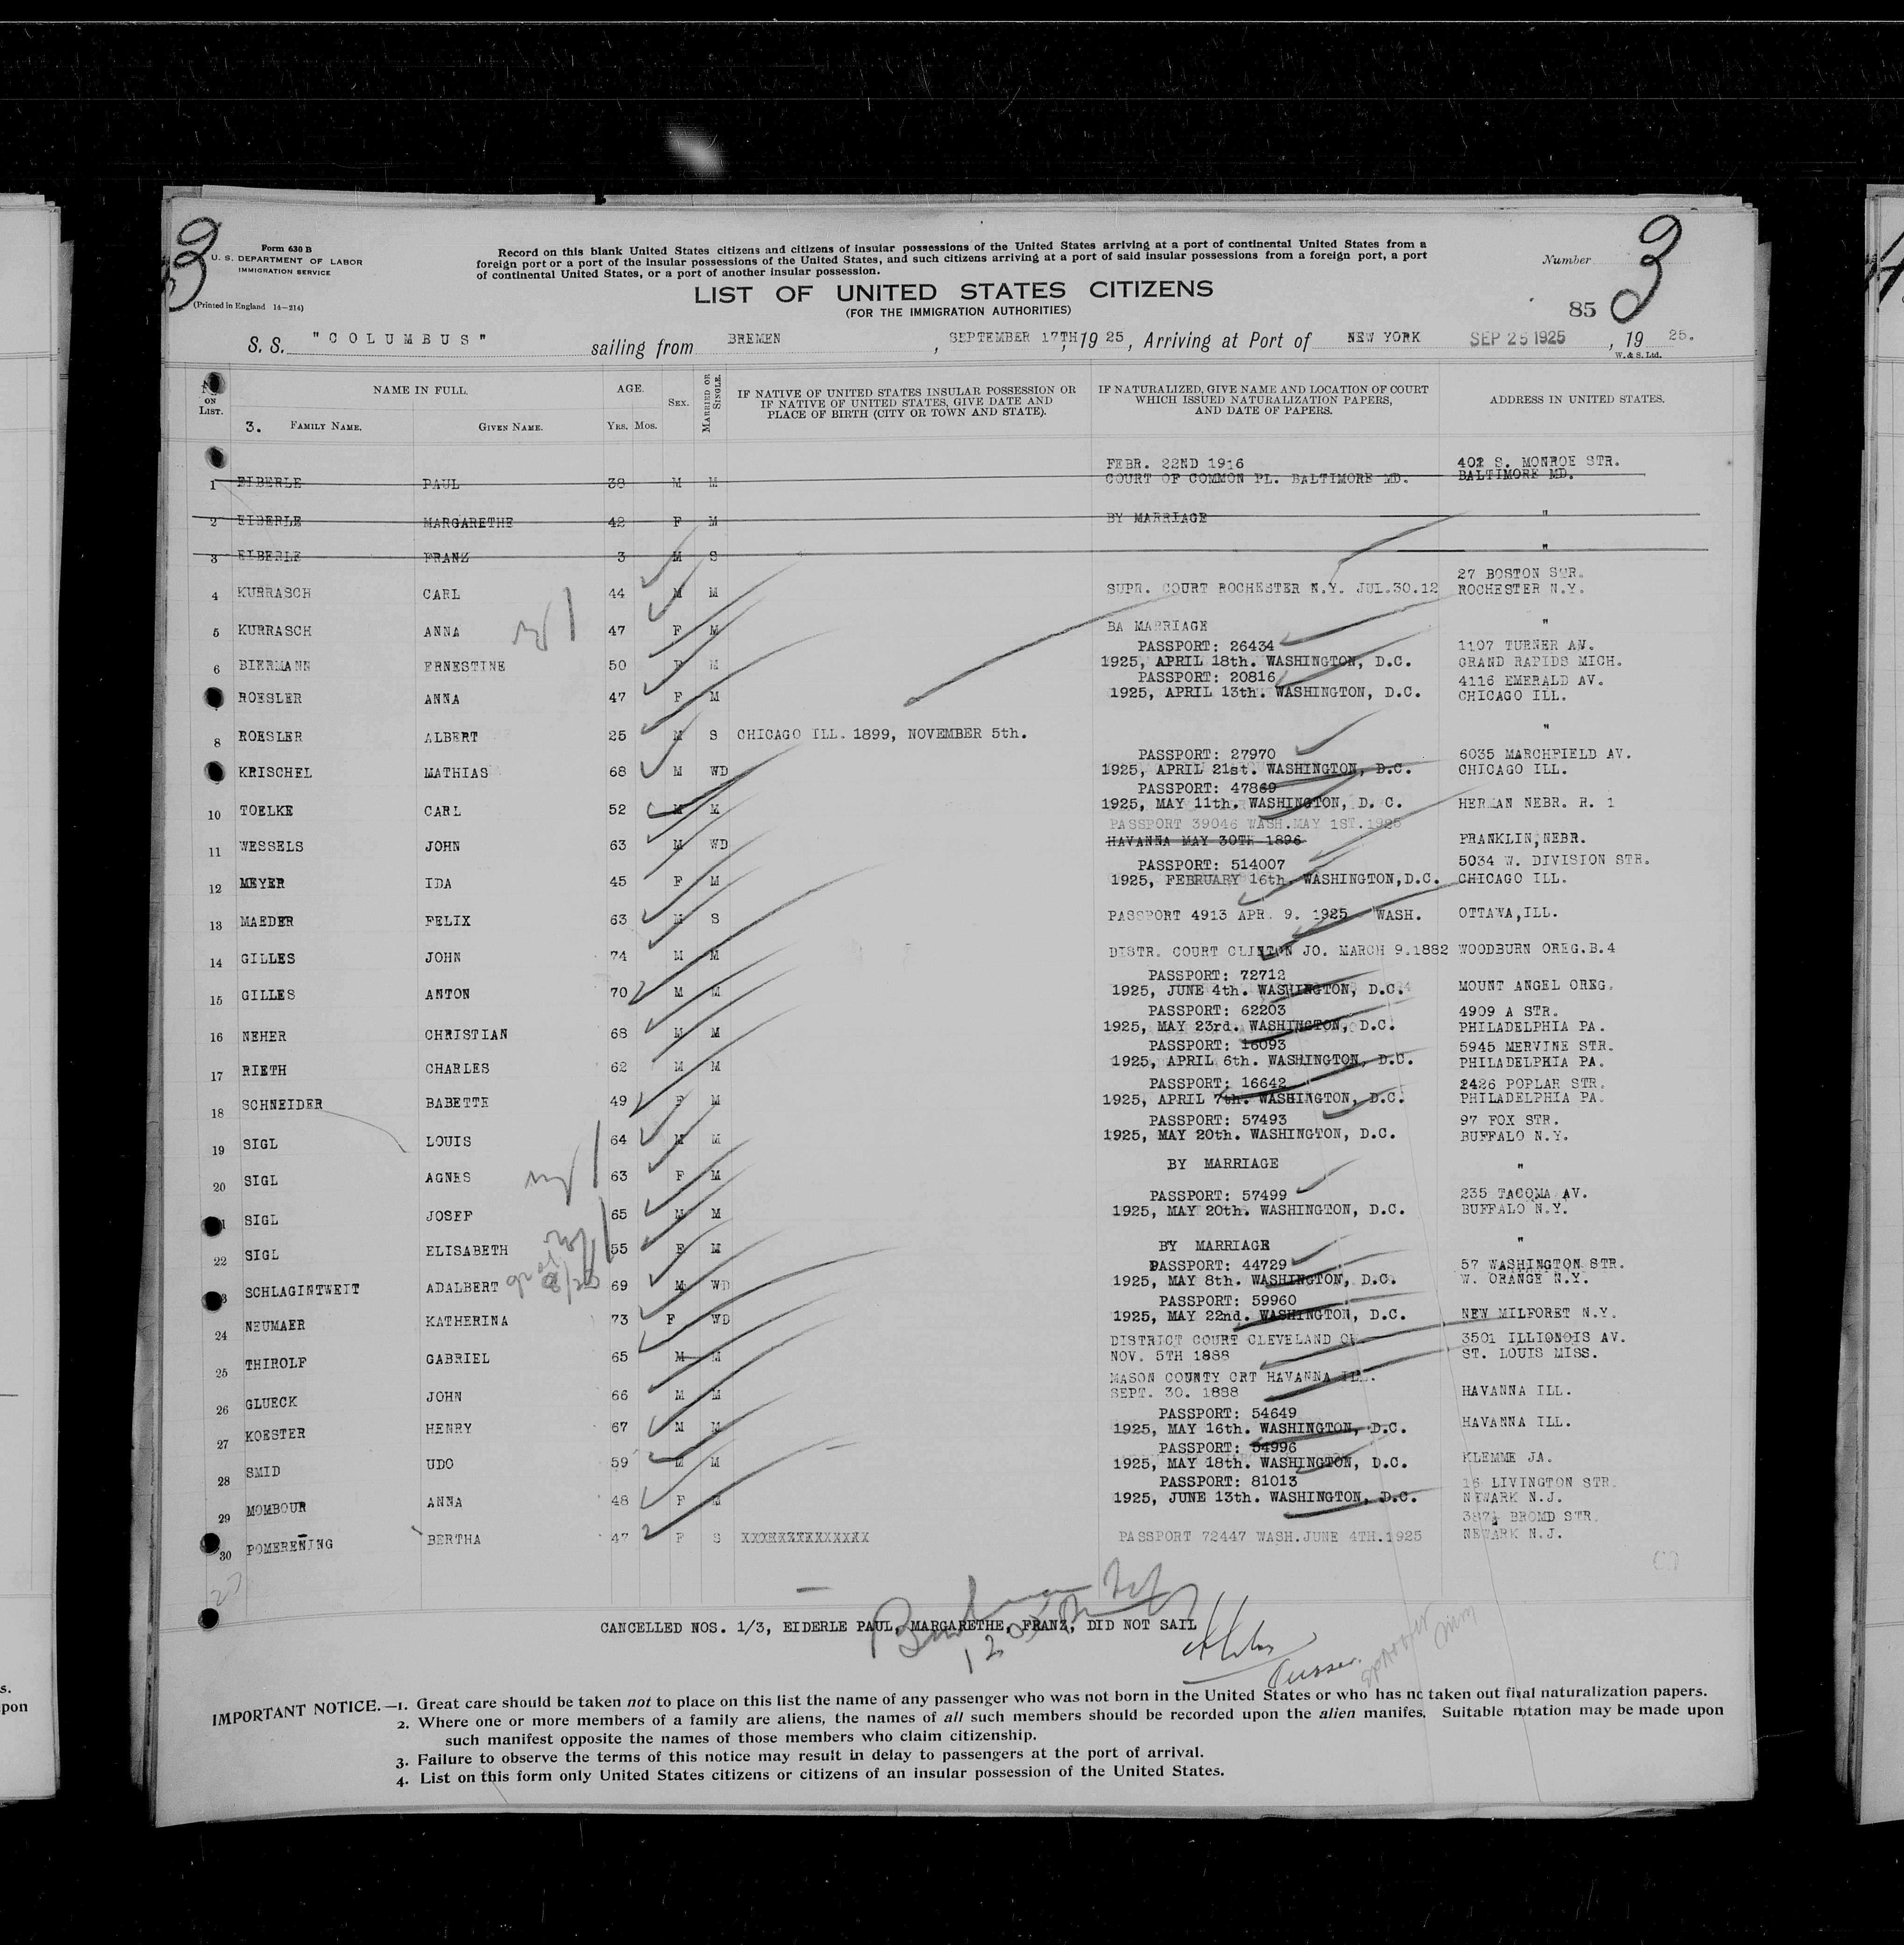 3
Form 630 B
U. S. DEPARTMENT OF LABOR
IMMIGRATION SERVICE
(Printed in England 14—214)
Record on this blank United States citizens and citizens of insular possessions of the United States arriving at a port of continental United States from a
foreign port or a port of the insular possessions of the United States, and such citizens arriving at a port of said insular possessions from a foreign port, a port
of continental United States, or a port of another insular possession.
Number 3
LIST OF UNITED STATES CITIZENS
(FOR THE IMMIGRATION AUTHORITIES)
85
S. S. "COLUMBUS" sailing from BREMEN, SEPTEMBER 17TH, 19 25, Arriving at Port of NEW YORK SEP 25 1925, 19 25.
W. & S. Ltd.
ON LIST. NAME IN FULL. AGE. SEX. MARRIED OR SINGLE. IF NATIVE OF UNITED STATES INSULAR POSSESSION OR IF NATIVE OF UNITED STATES, GIVE DATE AND PLACE OF BIRTH (CITY OR TOWN AND STATE). IF NATURALIZED, GIVE NAME AND LOCATION OF COURT WHICH ISSUED NATURALIZATION PAPERS, AND DATE OF PAPERS. ADDRESS IN UNITED STATES.
3. FAMILY NAME. GIVEN NAME. YRS. MOS.
FEBR. 22ND 1916 402 S. MONROE STR.
1 EIBERLE PAUL 38 M M COURT OF COMMON PL. BALTIMORE MD. BALTIMORE MD.
2 EIBERLE MARGARETHE 42 F M BY MARRIAGE "
3 EIBERLE FRANZ 3 M S "
27 BOSTON STR.
4 KURRASCH CARL 44 M M SUPR. COURT ROCHESTER N.Y. JUL.30.12 ROCHESTER N.Y.
5 KURRASCH ANNA 47 F M BA MARRIAGE "
PASSPORT: 26434 1107 TURNER AV.
6 BIERMANN ERNESTINE 50 F M 1925, APRIL 18th. WASHINGTON, D.C. GRAND RAPIDS MICH.
PASSPORT: 20816 4116 EMERALD AV.
ROESLER ANNA 47 F M 1925, APRIL 13th. WASHINGTON, D.C. CHICAGO ILL.
8 ROESLER ALBERT 25 M S CHICAGO ILL. 1899, NOVEMBER 5th. "
PASSPORT: 27970 6035 MARCHFIELD AV.
KRISCHEL MATHIAS 68 M WD 1925, APRIL 21st. WASHINGTON, D.C. CHICAGO ILL.
PASSPORT: 47869
10 TOELKE CARL 52 M M 1925, MAY 11th. WASHINGTON, D. C. HERMAN NEBR. R. 1
PASSPORT 39046 WASH.MAY 1ST.1925
11 WESSELS JOHN 63 M WD HAVANNA MAY 30TH 1896 FRANKLIN,NEBR.
PASSPORT: 514007 5034 W. DIVISION STR.
12 MEYER IDA 45 F M 1925, FEBRUARY 16th. WASHINGTON,D.C. CHICAGO ILL.
13 MAEDER FELIX 63 M S PASSPORT 4913 APR. 9. 1925 WASH. OTTAWA,ILL.
14 GILLES JOHN 74 M M DISTR. COURT CLINTON JO. MARCH 9.1882 WOODBURN OREG.B.4
PASSPORT: 72712
15 GILLES ANTON 70 M M 1925, JUNE 4th. WASHINGTON, D.C. MOUNT ANGEL OREG.
PASSPORT: 62203 4909 A STR.
16 NEHER CHRISTIAN 68 M M 1925, MAY 23rd. WASHINGTON, D.C. PHILADELPHIA PA.
PASSPORT: 16093 5945 MERVINE STR.
17 RIETH CHARLES 62 M M 1925, APRIL 6th. WASHINGTON, D.C. PHILADELPHIA PA.
PASSPORT: 16642 2426 POPLAR STR.
18 SCHNEIDER BABETTE 49 F M 1925, APRIL 7th. WASHINGTON, D.C. PHILADELPHIA PA.
PASSPORT: 57493 97 FOX STR.
19 SIGL LOUIS 64 M M 1925, MAY 20th. WASHINGTON, D.C. BUFFALO N.Y.
20 SIGL AGNES 63 F M BY MARRIAGE "
PASSPORT: 57499 235 TACOMA AV.
1 SIGL JOSEF 65 M M 1925, MAY 20th. WASHINGTON, D.C. BUFFALO N.Y.
22 SIGL ELISABETH 55 F M BY MARRIAGE "
PASSPORT: 44729 57 WASHINGTON STR.
3 SCHLAGINTWEIT ADALBERT 69 M WD 1925, MAY 8th. WASHINGTON, D.C. W. ORANGE N.Y.
PASSPORT: 59960
24 NEUMAER KATHERINA 73 F WD 1925, MAY 22nd. WASHINGTON, D.C. NEW MILFORET N.Y.
DISTRICT COURT CLEVELAND 3501 ILLIONOIS AV.
25 THIROLF GABRIEL 65 M M NOV. 5TH 1888 ST. LOUIS MISS.
MASON COUNTY CRT HAVANNA ILL.
26 GLUECK JOHN 66 M M SEPT. 30. 1888 HAVANNA ILL.
PASSPORT: 54649
27 KOESTER HENRY 67 M M 1925, MAY 16th. WASHINGTON, D.C. HAVANNA ILL.
PASSPORT: 54996
28 SMID UDO 59 M M 1925, MAY 18th. WASHINGTON, D.C. KLEMME JA.
PASSPORT: 81013 16 LIVINGTON STR.
29 MOMBOUR ANNA 48 F M 1925, JUNE 13th. WASHINGTON, D.C. NEWARK N.J.
387½ BROMD STR.
30 POMERENING BERTHA 47 F S XXXHXXXXXXXXXXX PASSPORT 72447 WASH.JUNE 4TH.1925 NEWARK N.J.
27
CANCELLED NOS. 1/3, EIDERLE PAUL, MARGARETHE, FRANZ, DID NOT SAIL
IMPORTANT NOTICE.—1. Great care should be taken not to place on this list the name of any passenger who was not born in the United States or who has nc taken out final naturalization papers.
2. Where one or more members of a family are aliens, the names of all such members should be recorded upon the alien manifes. Suitable notation may be made upon
such manifest opposite the names of those members who claim citizenship.
3. Failure to observe the terms of this notice may result in delay to passengers at the port of arrival.
4. List on this form only United States citizens or citizens of an insular possession of the United States.
s.
pon
4